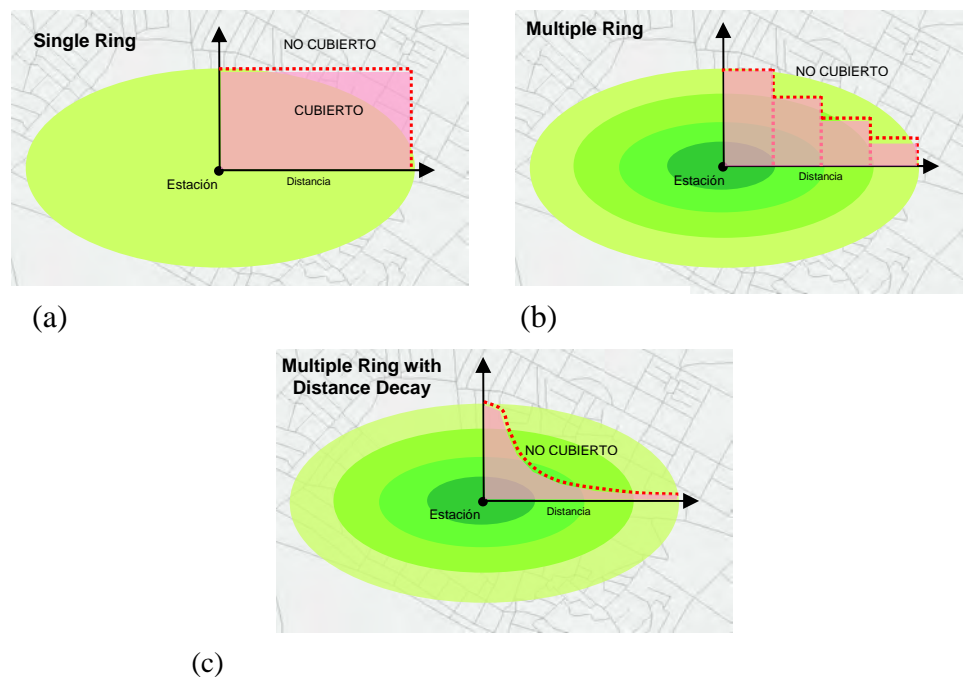 Single Ring
NO CUBIERTO
CUBIERTO
Estación
Distancia
(a)
Multiple Ring
NO CUBIERTO
Estación
Distancia
(b)
Multiple Ring with
Distance Decay
NO CUBIERTO
Estación
Distancia
(c)